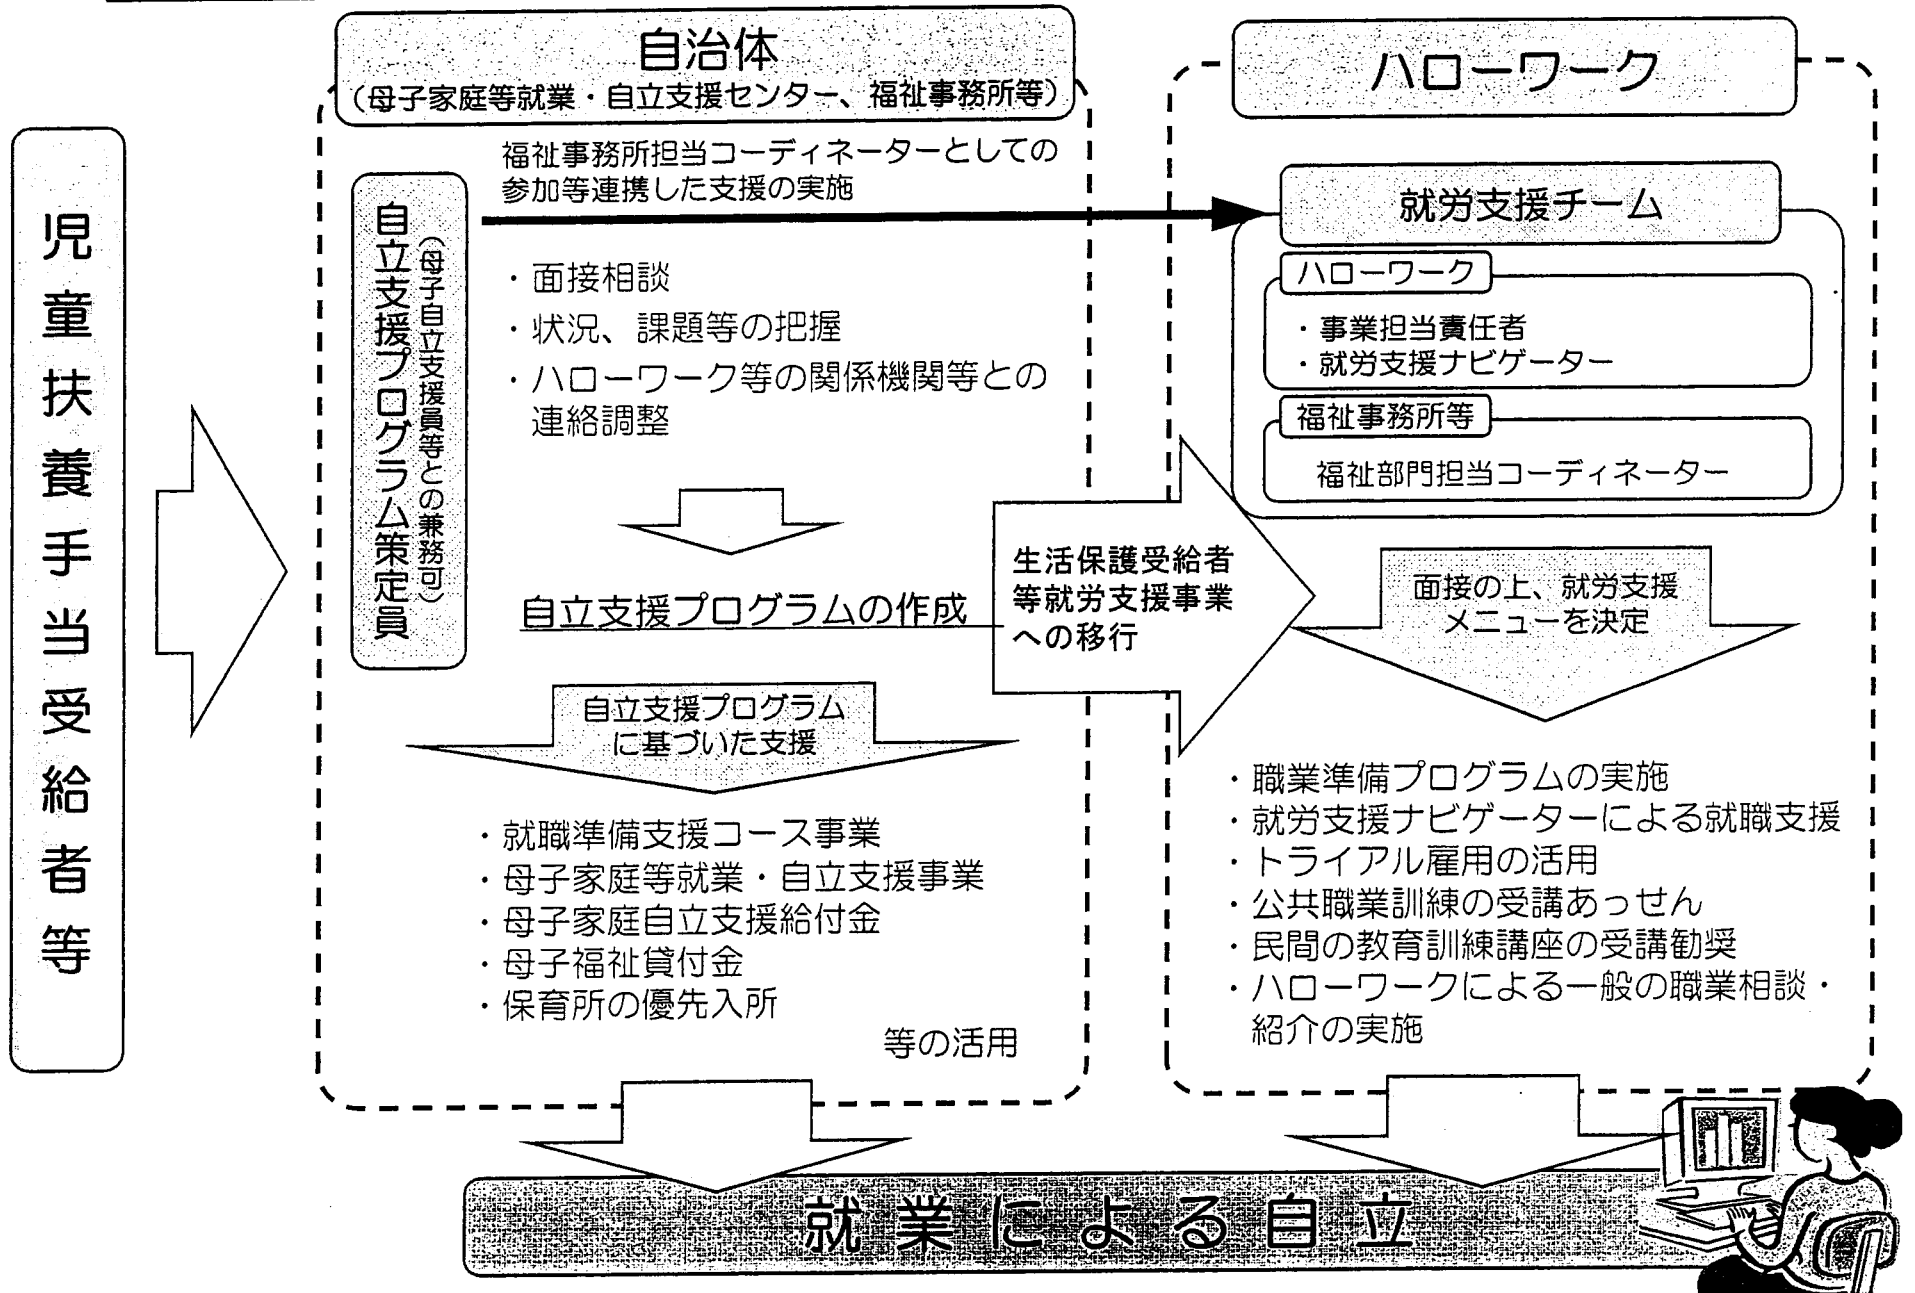 自治体
（母子家庭等就業・自立支援センター、福祉事務所等）
ハローワーク
児童扶養手当受給者等
自立支援プログラム策定員
（母子自立支援員等との兼務可）
福祉事務所担当コーディネーターとしての
参加等連携した支援の実施
・面接相談
・状況、課題等の把握
・ハローワーク等の関係機関等との
連絡調整
自立支援プログラムの作成
自立支援プログラム
に基づいた支援
・就職準備支援コース事業
・母子家庭等就業・自立支援事業
・母子家庭自立支援給付金
・母子福祉貸付金
・保育所の優先入所
等の活用
生活保護受給者
等就労支援事業
への移行
就労支援チーム
ハローワーク
・事業担当責任者
・就労支援ナビゲーター
福祉事務所等
福祉部門担当コーディネーター
面接の上、就労支援
メニューを決定
・職業準備プログラムの実施
・就労支援ナビゲーターによる就職支援
・トライアル雇用の活用
・公共職業訓練の受講あっせん
・民間の教育訓練講座の受講勧奨
・ハローワークによる一般の職業相談・
紹介の実施
就業による自立